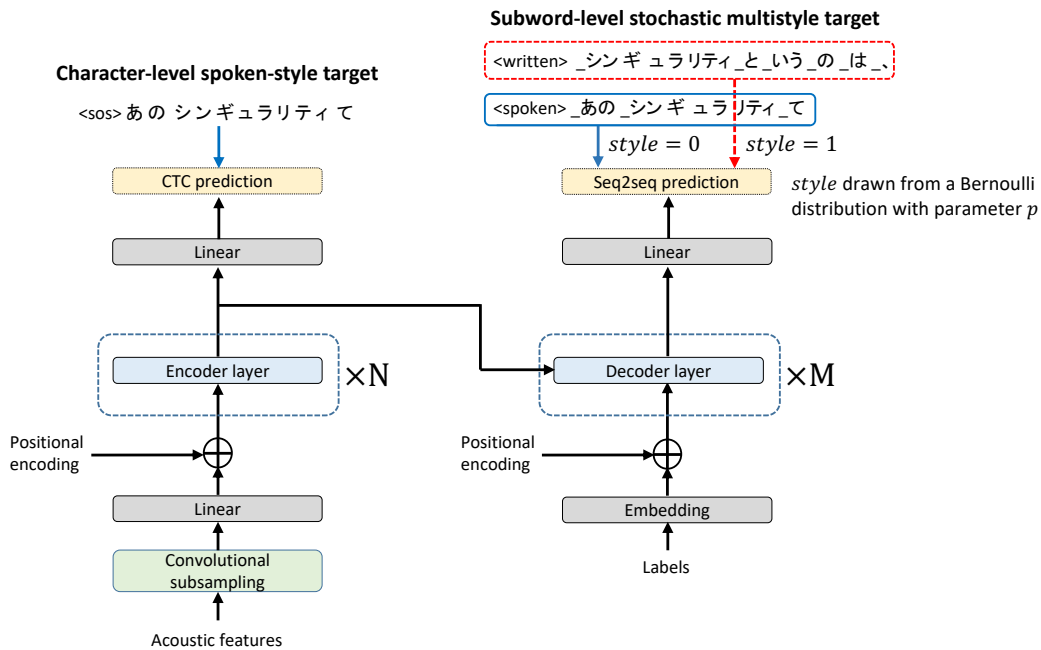 Subword-level stochastic multistyle target
<written> _シンギュラリティ_と_いう_の_は_、
Character-level spoken-style target
<sos> あのシンギュラリティて
<spoken> _あの_シンギュラリティ_て
style = 0
style = 1
CTC prediction
Seq2seq prediction
style drawn from a Bernoulli
distribution with parameter p
Linear
Linear
Encoder layer
×N
Decoder layer
×M
Positional
encoding
Positional
encoding
Linear
Embedding
Convolutional
subsampling
Labels
Acoustic features